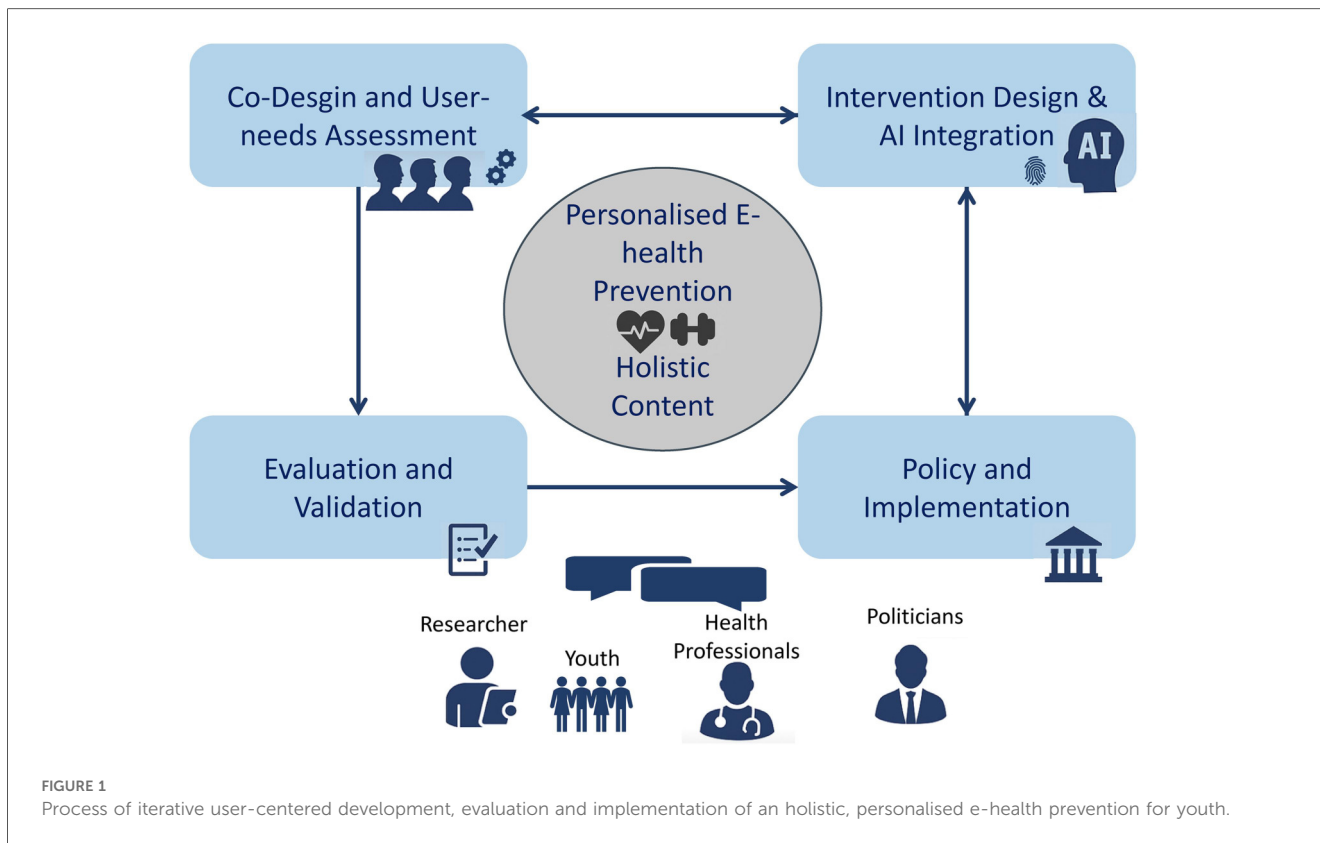 Co-Desgin and User-
needs Assessment
Intervention Design &
AI Integration
AI
Personalised E-
health
Prevention
Holistic
Content
Evaluation and
Validation
Policy and
Implementation
Researcher
Youth
Health
Professionals
Politicians
FIGURE 1
Process of iterative user-centered development, evaluation and implementation of an holistic, personalised e-health prevention for youth.